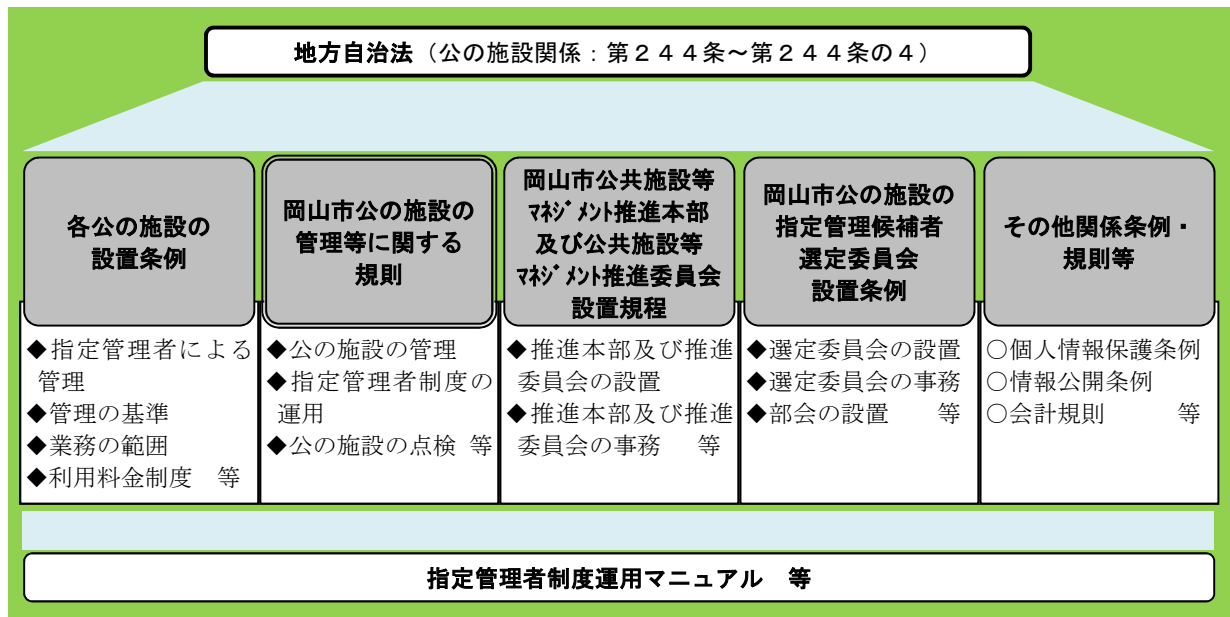 地方自治法（公の施設関係：第２４４条～第２４４条の４）
各公の施設の
設置条例
◆指定管理者による
管理
◆管理の基準
◆業務の範囲
◆利用料金制度　等
岡山市公の施設の
管理等に関する
規則
◆公の施設の管理
◆指定管理者制度の
運用
◆公の施設の点検 等
岡山市公共施設等
ﾏﾈｼﾞﾒﾝﾄ推進本部
及び公共施設等
ﾏﾈｼﾞﾒﾝﾄ推進委員会
設置規程
◆推進本部及び推進
委員会の設置
◆推進本部及び推進
委員会の事務　等
岡山市公の施設の
指定管理候補者
選定委員会
設置条例
◆選定委員会の設置
◆選定委員会の事務
◆部会の設置　等
その他関係条例・
規則等
○個人情報保護条例
○情報公開条例
○会計規則　等
指定管理者制度運用マニュアル　等